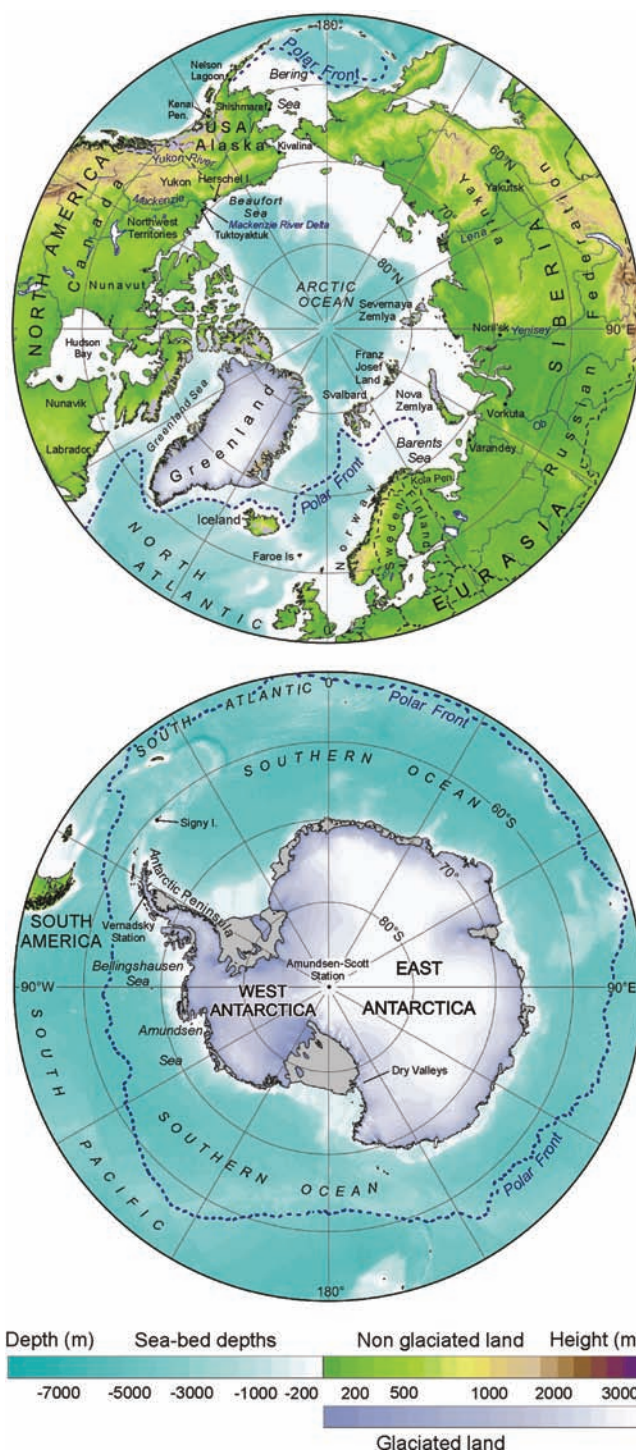 180°
Polar Front
Nelson
Lagoon
Bering
Sea
Kenai
Pen.
Shishmaref
USA
Alaska
Kivalina
Yukon River
60°N
Yukon
Herschel I.
Yakutsk
Yakutia
Mackenzie
Beaufort
Sea
70°
Lena
Mackenzie River Delta
Northwest
Territories
Tuktoyaktuk
80°N
NORTH AMERICA
Canada
SIBERIA
Russian Federation
Nunavut
ARCTIC
OCEAN
Severnaya
Zemlya
Noril'sk
Yenisey
90°E
Hudson
Bay
Franz
Josef
Land
Greenland Sea
Svalbard
Nova
Zemlya
Nunavik
Greenland
Vorkuta
Labrador
Barents
Sea
Varandey
Polar Front
Kola Pen.
Iceland
Norway
Sweden
Finland
NORTH
ATLANTIC
Faroe Is
EURASIA
0
0
SOUTH ATLANTIC
Polar Front
SOUTHERN OCEAN
60°S
Signy I.
70°
Antarctic Peninsula
SOUTH
AMERICA
Vernadsky
Station
80°S
Bellingshausen
Sea
Amundsen-Scott
Station
EAST
ANTARCTICA
90°W
WEST
ANTARCTICA
90°E
Amundsen
Sea
Dry Valleys
SOUTH PACIFIC
SOUTHERN OCEAN
Polar Front
180°
Depth (m) Sea-bed depths Non glaciated land Height(m)
-7000 -5000 -3000 -1000 -200 200 500 1000 2000 3000
Glaciated land